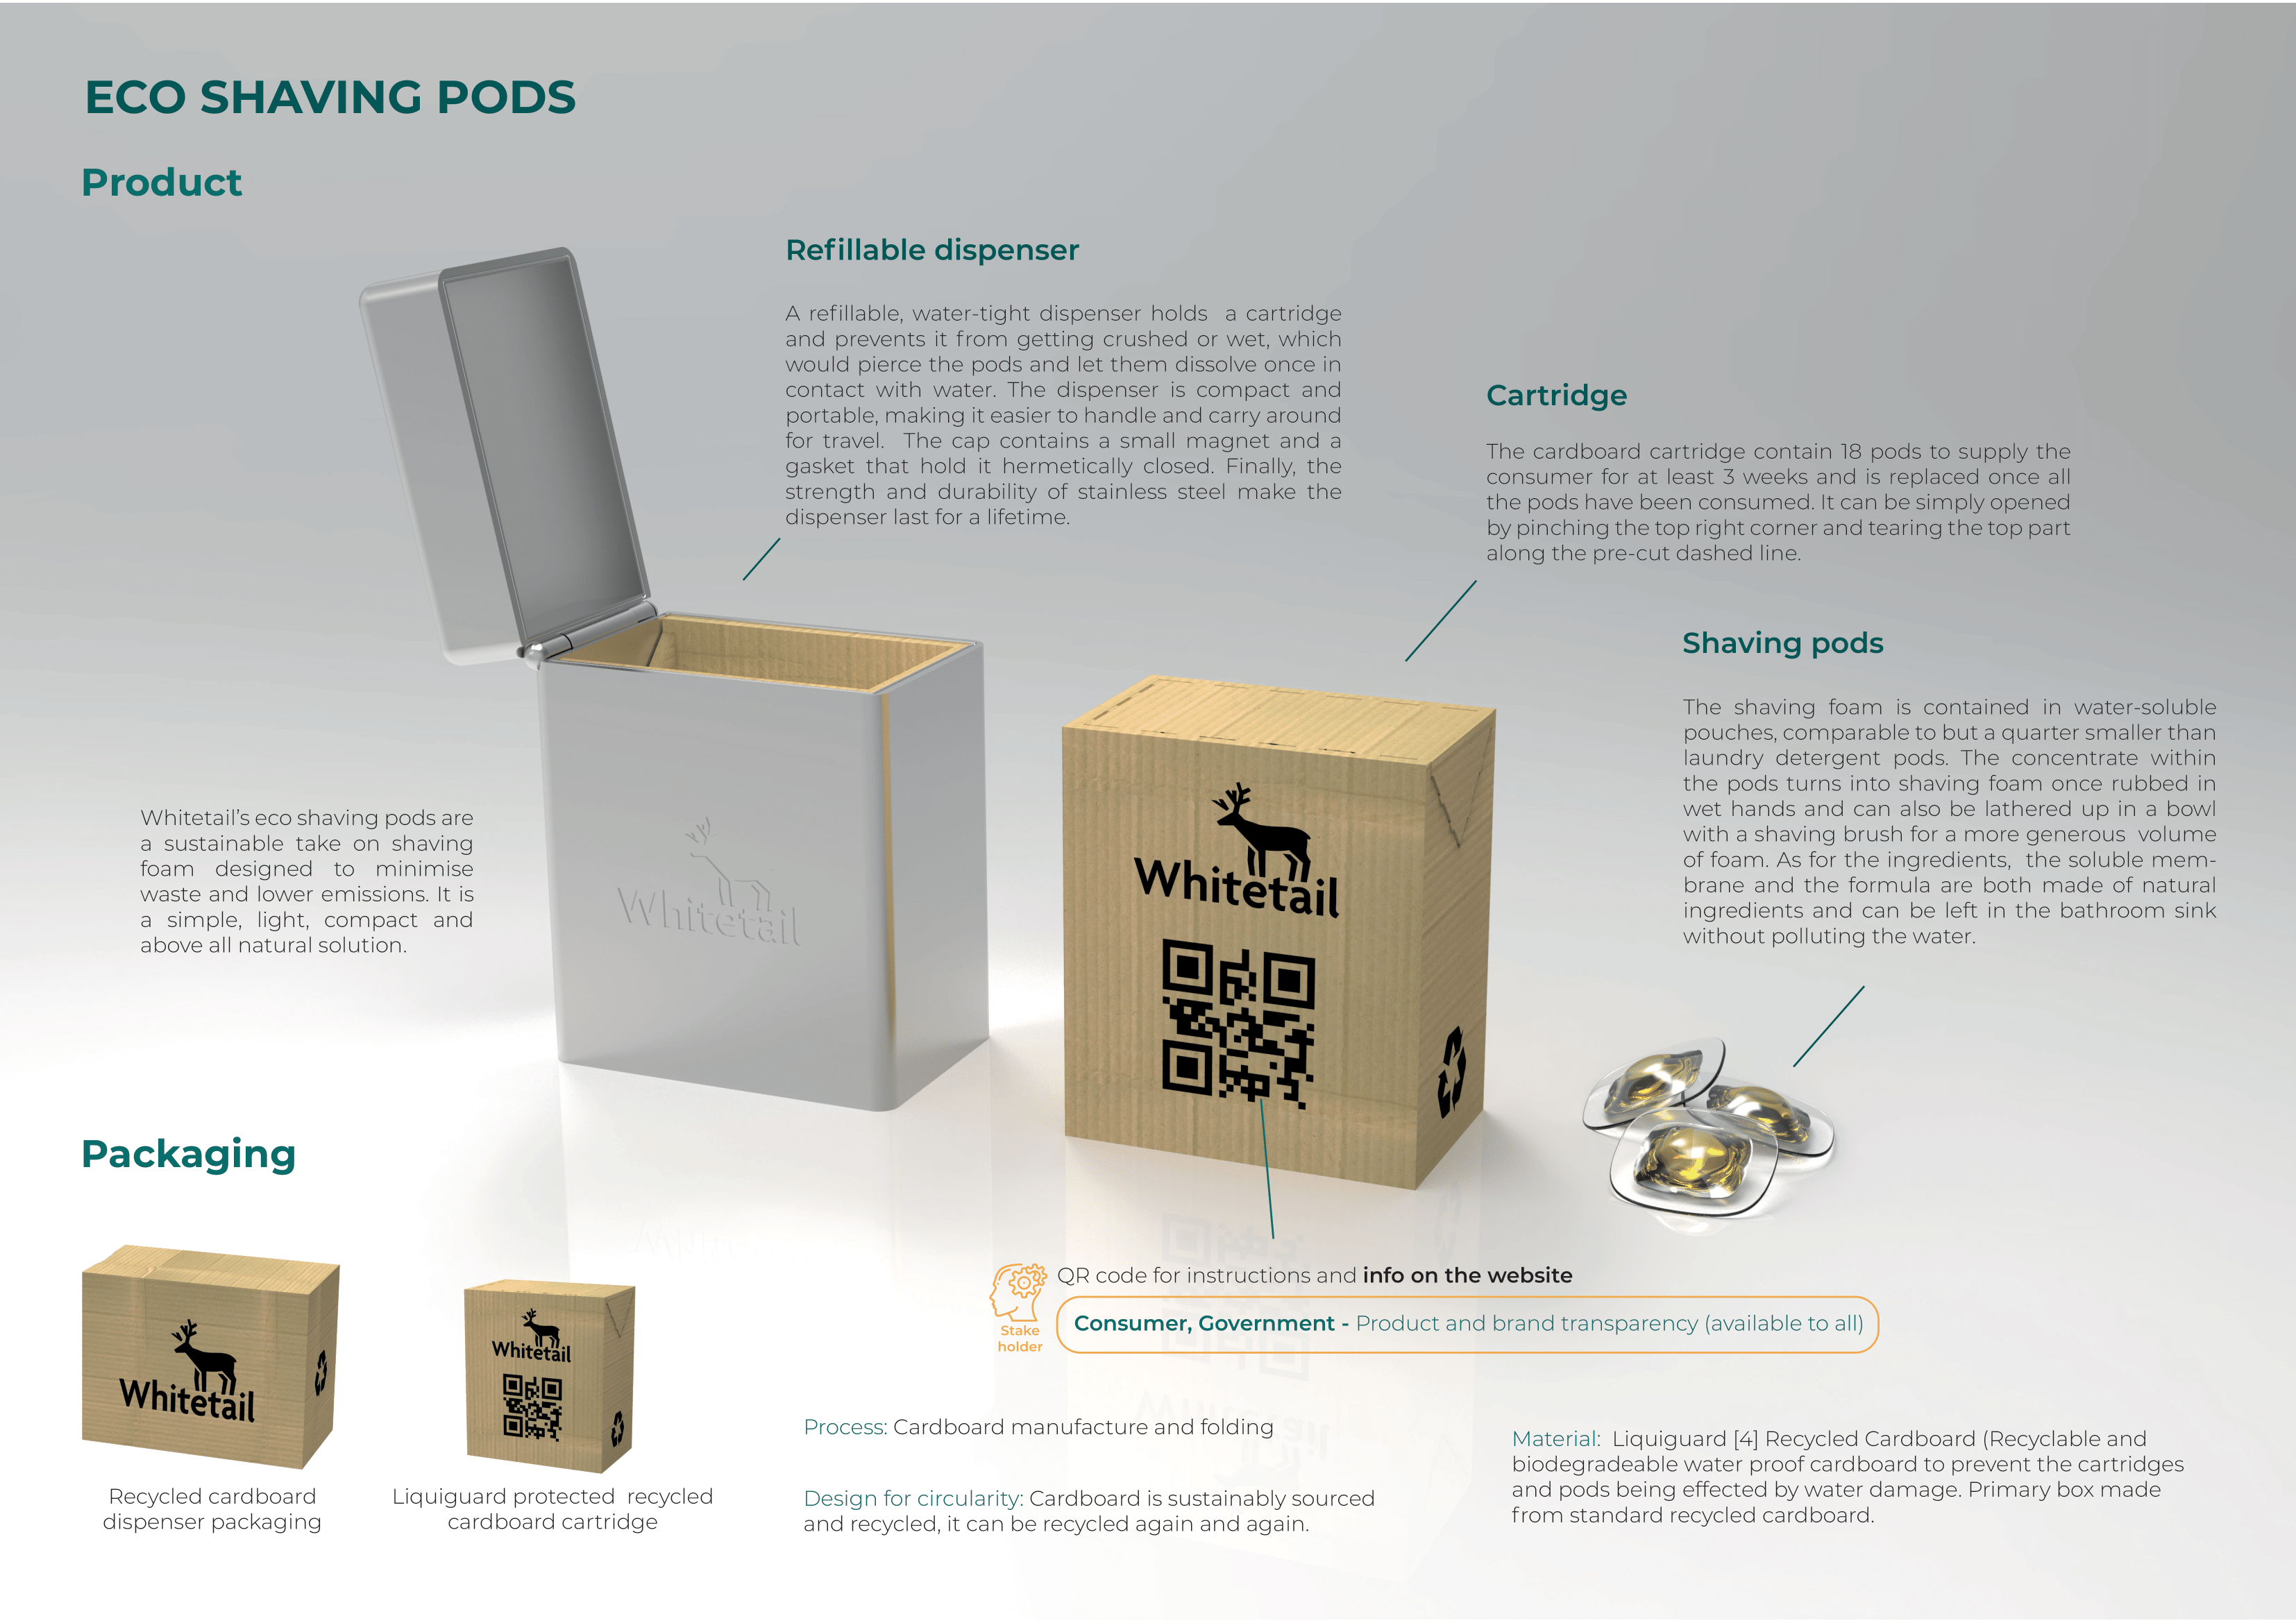 ECO SHAVING PODS
Product
Refillable dispenser
A refillable, water-tight dispenser holds a cartridge
and prevents it from getting crushed or wet, which
would pierce the pods and let them dissolve once in
contact with water. The dispenser is compact and
portable, making it easier to handle and carry around
for travel. The cap contains a small magnet and a
gasket that hold it hermetically closed. Finally, the
strength and durability of stainless steel make the
dispenser last for a lifetime.
Cartridge
The cardboard cartridge contain 18 pods to supply the
consumer for at least 3 weeks and is replaced once all
the pods have been consumed. It can be simply opened
by pinching the top right corner and tearing the top part
along the pre-cut dashed line.
Shaving pods
The shaving foam is contained in water-soluble
pouches, comparable to but a quarter smaller than
laundry detergent pods. The concentrate within
the pods turns into shaving foam once rubbed in
wet hands and can also be lathered up in a bowl
with a shaving brush for a more generous volume
of foam. As for the ingredients, the soluble mem-
brane and the formula are both made of natural
ingredients and can be left in the bathroom sink
without polluting the water.
Whitetail's eco shaving pods are
a sustainable take on shaving
foam designed to minimise
waste and lower emissions. It is
a simple, light, compact and
above all natural solution.
Whitetail
Whitetail
Packaging
Whitetail
Whitetail
Recycled cardboard
dispenser packaging
Liquiguard protected recycled
cardboard cartridge
QR code for instructions and info on the website
Stake
holder
Consumer, Government - Product and brand transparency (available to all)
Process: Cardboard manufacture and folding
Design for circularity: Cardboard is sustainably sourced
and recycled, it can be recycled again and again.
Material: Liquiguard [4] Recycled Cardboard (Recyclable and
biodegradeable water proof cardboard to prevent the cartridges
and pods being effected by water damage. Primary box made
from standard recycled cardboard.